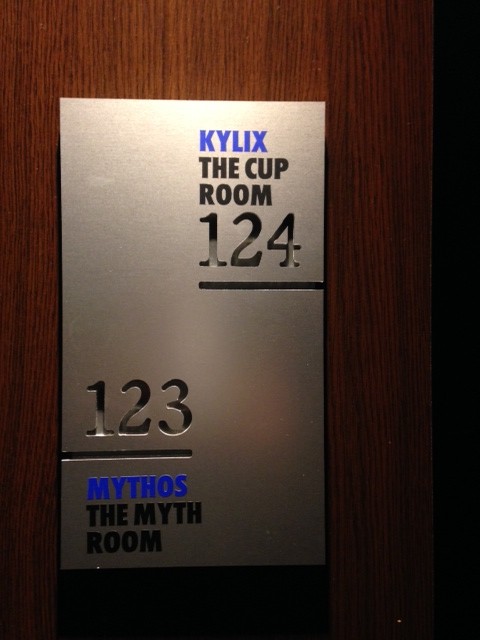 KYLIX
THE CUP
ROOM
124
123
MYTHOS
THE MYTH
ROOM